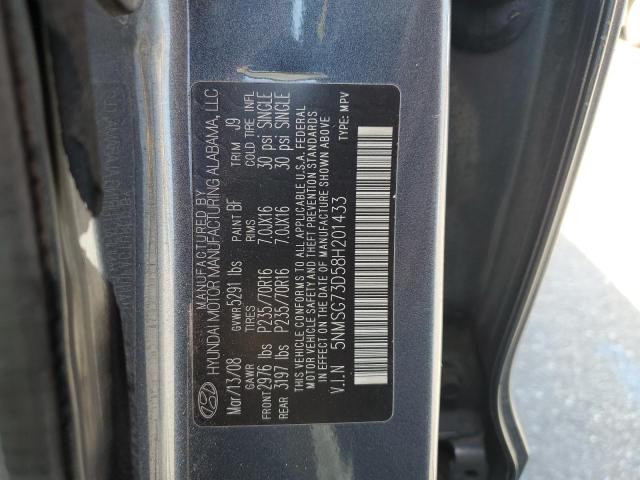 MANUFACTURED BY
HYUNDAI MOTOR MANUFACTURING ALABAMA, LLC
Mar/13/08 GVWR 5291 lbs PAINT BF TRIM J9
GAWR TIRES RIMS COLD TIRE INFL
FRONT 2976 lbs P235/70R16 7.0JX16 30 psi SINGLE
REAR 3197 lbs P235/70R16 7.0JX16 30 psi SINGLE
THIS VEHICLE CONFORMS TO ALL APPLICABLE U.S.A. FEDERAL
MOTOR VEHICLE SAFETY AND THEFT PREVENTION STANDARDS
IN EFFECT ON THE DATE OF MANUFACTURE SHOWN ABOVE
V.I.N 5NMSG73D58H201433 TYPE: MPV